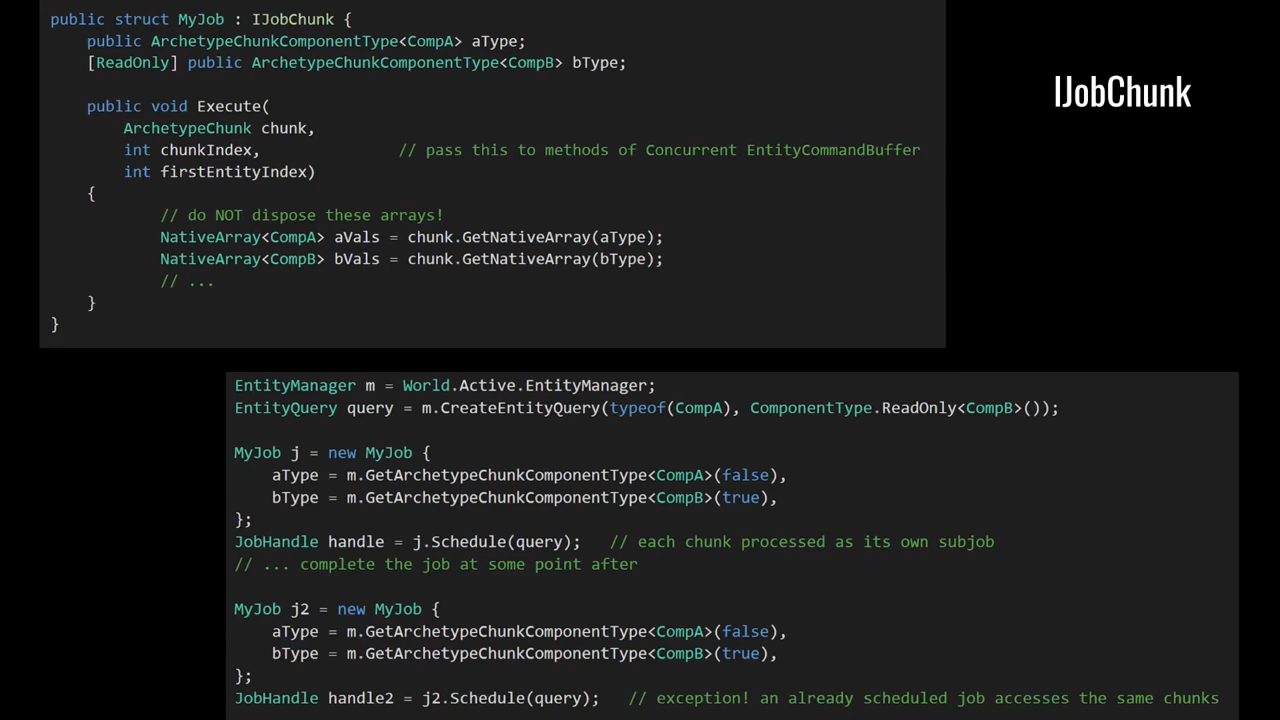 public struct MyJob : IJobChunk {
    public ArchetypeChunkComponentType<CompA> aType;
    [ReadOnly] public ArchetypeChunkComponentType<CompB> bType;
    public void Execute(
        ArchetypeChunk chunk,
        int chunkIndex,               // pass this to methods of Concurrent EntityCommandBuffer
        int firstEntityIndex)
    {
            // do NOT dispose these arrays!
            NativeArray<CompA> aVals = chunk.GetNativeArray(aType);
            NativeArray<CompB> bVals = chunk.GetNativeArray(bType);
            // ...
    }
}
IJobChunk
EntityManager m = World.Active.EntityManager;
EntityQuery query = m.CreateEntityQuery(typeof(CompA), ComponentType.ReadOnly<CompB>());
MyJob j = new MyJob {
    aType = m.GetArchetypeChunkComponentType<CompA>(false),
    bType = m.GetArchetypeChunkComponentType<CompB>(true),
};
JobHandle handle = j.Schedule(query);   // each chunk processed as its own subjob
// ... complete the job at some point after
MyJob j2 = new MyJob {
    aType = m.GetArchetypeChunkComponentType<CompA>(false),
    bType = m.GetArchetypeChunkComponentType<CompB>(true),
};
JobHandle handle2 = j2.Schedule(query);   // exception! an already scheduled job accesses the same chunks